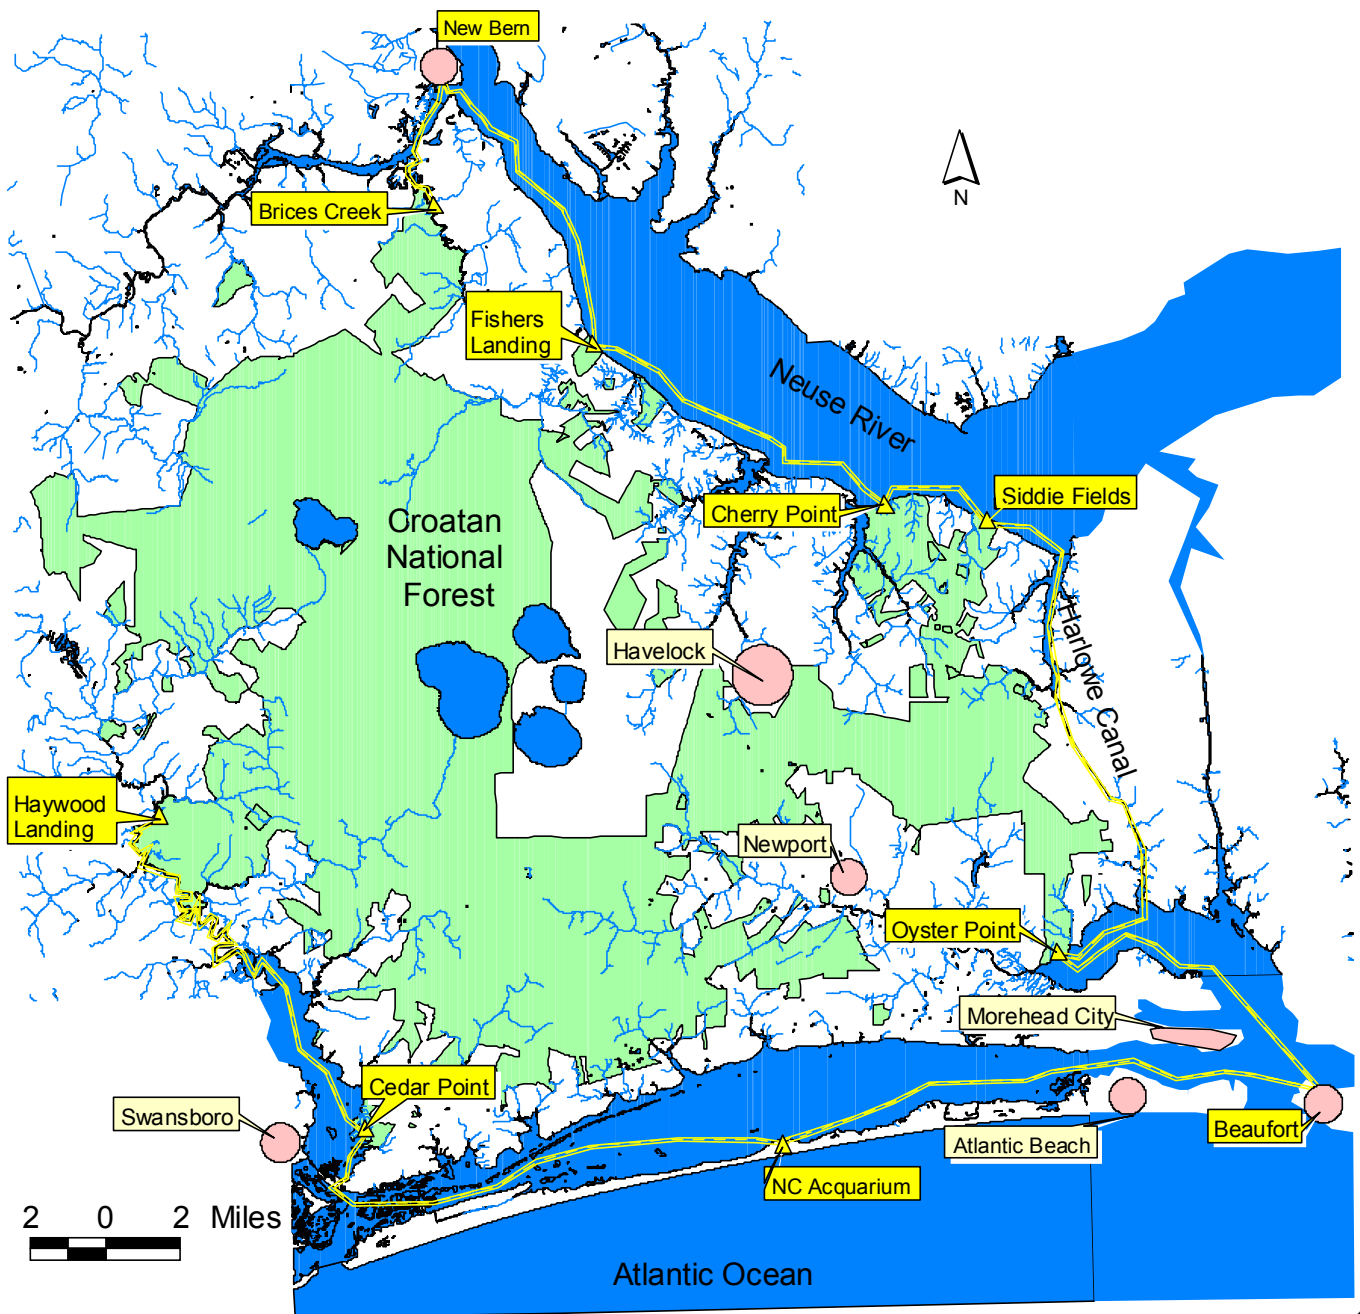 New Bern
N
Brices Creek
Fishers
Landing
Neuse River
Siddie Fields
Cherry Point
Croatan
National
Forest
Harlowe Canal
Havelock
Haywood
Landing
Newport
Oyster Point
Morehead City
Cedar Point
Swansboro
Beaufort
Atlantic Beach
NC Acquarium
2 0 2 Miles
Atlantic Ocean